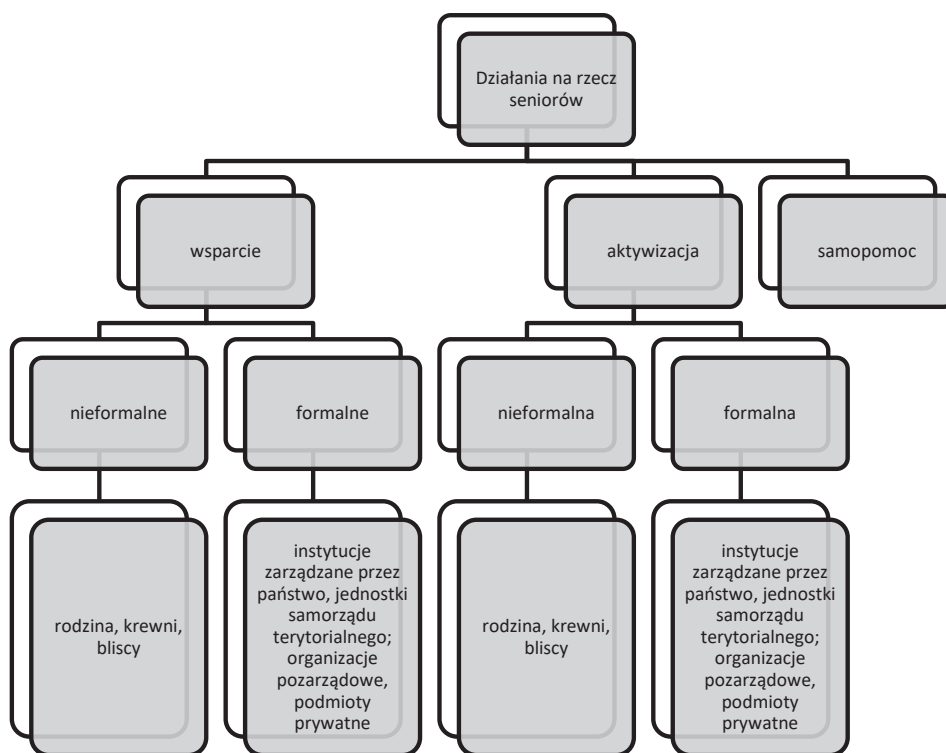 Działania na rzecz
seniorów
wsparcie
aktywizacja
samopomoc
nieformalne
formalne
nieformalna
formalna
rodzina, krewni,
bliscy
instytucje
zarządzane przez
państwo, jednostki
samorządu
terytorialnego;
organizacje
pozarządowe,
podmioty
prywatne
rodzina, krewni,
bliscy
instytucje
zarządzane przez
państwo, jednostki
samorządu
terytorialnego;
organizacje
pozarządowe,
podmioty
prywatne